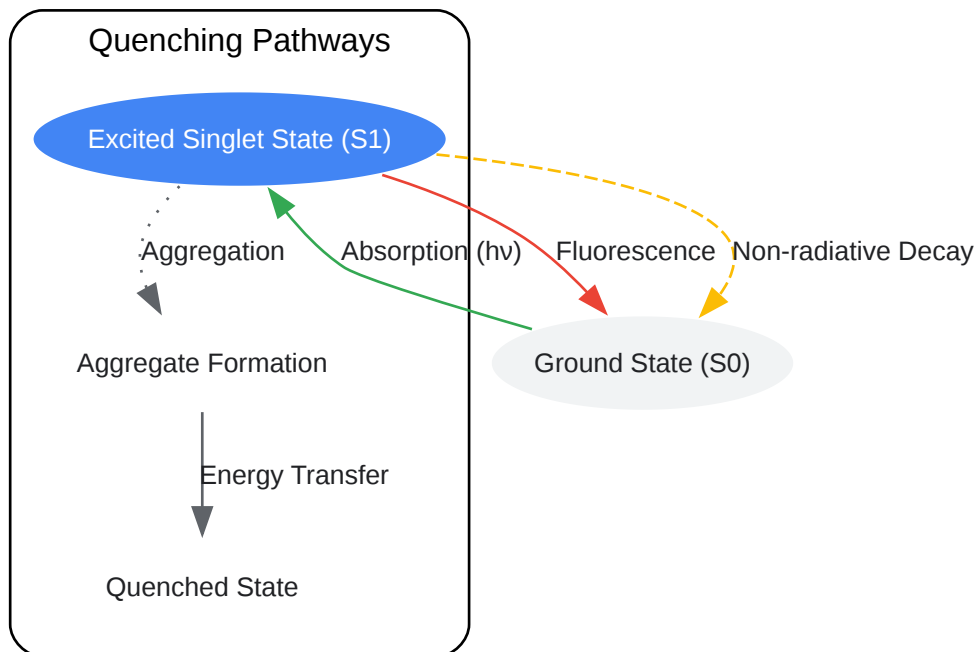 Quenching Pathways
Excited Singlet State (S1)
Aggregation
Absorption (hν)
Fluorescence
Non-radiative Decay
Aggregate Formation
Ground State (S0)
Energy Transfer
Quenched State